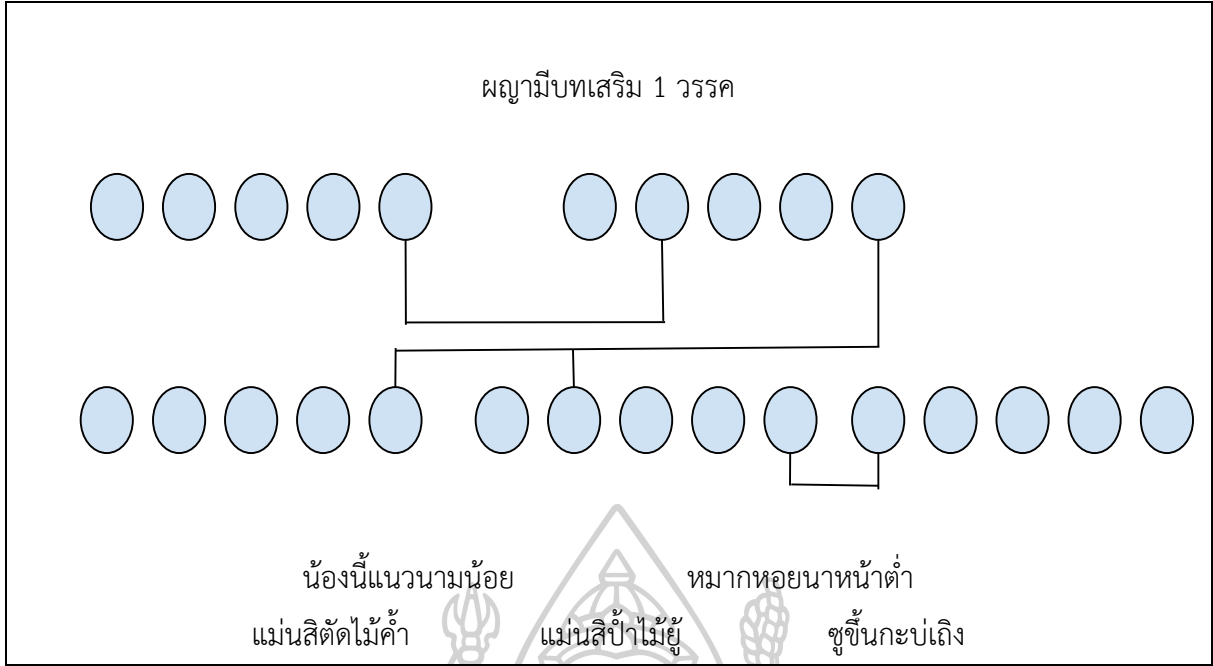 ผญามีบทเสริม 1 วรรค
น้องนี้แนวนามน้อย หมากหอยนาหน้าต่ำ
แม่นสิตัดไม้ค้ำ แม่นสิป้ำไม้ยู้ ซูขึ้นกะบ่เถิง